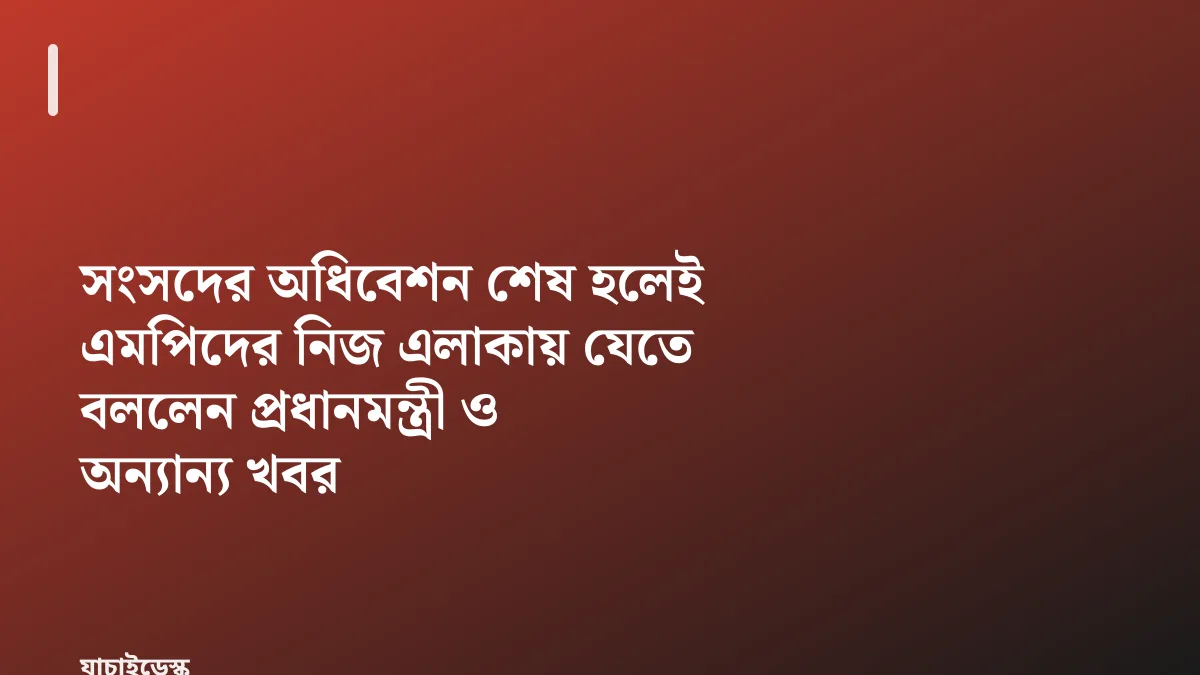 সংসদের অধিবেশন শেষ হলেই
এমপিদের নিজ এলাকায় যেতে
বললেন প্রধানমন্ত্রী ও
অন্যান্য খবর
যাচাইডেস্ক